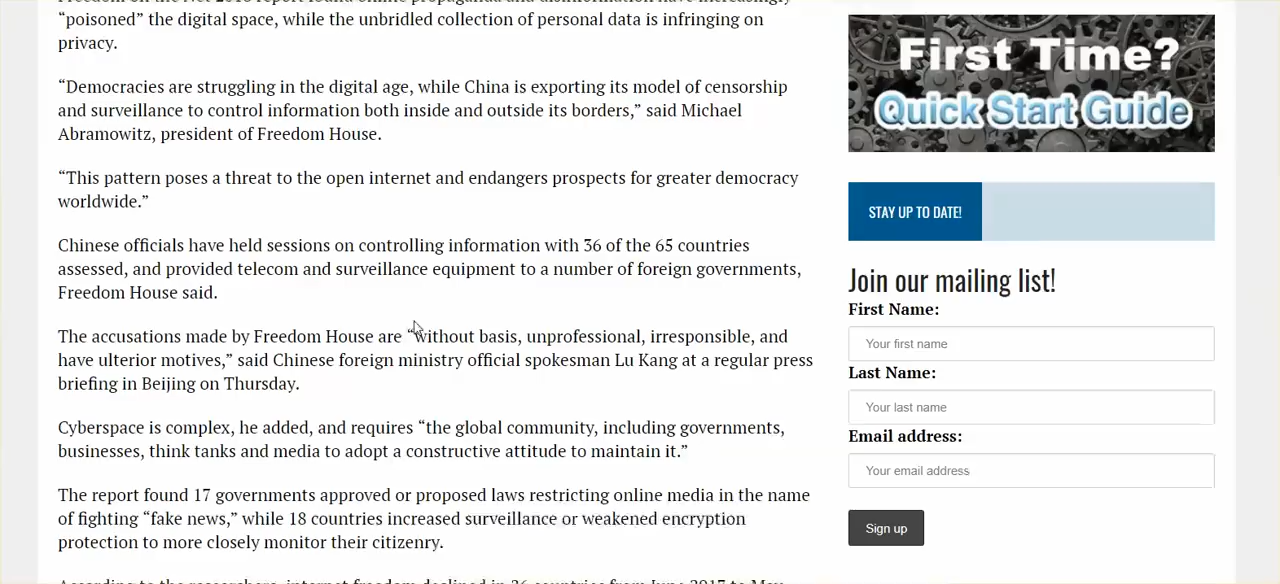 “poisoned” the digital space, while the unbridled collection of personal data is infringing on
privacy.
“Democracies are struggling in the digital age, while China is exporting its model of censorship
and surveillance to control information both inside and outside its borders,” said Michael
Abramowitz, president of Freedom House.
“This pattern poses a threat to the open internet and endangers prospects for greater democracy
worldwide.”
Chinese officials have held sessions on controlling information with 36 of the 65 countries
assessed, and provided telecom and surveillance equipment to a number of foreign governments,
Freedom House said.
The accusations made by Freedom House are “without basis, unprofessional, irresponsible, and
have ulterior motives,” said Chinese foreign ministry official spokesman Lu Kang at a regular press
briefing in Beijing on Thursday.
Cyberspace is complex, he added, and requires “the global community, including governments,
businesses, think tanks and media to adopt a constructive attitude to maintain it.”
The report found 17 governments approved or proposed laws restricting online media in the name
of fighting “fake news,” while 18 countries increased surveillance or weakened encryption
protection to more closely monitor their citizenry.
First Time?
Quick Start Guide
STAY UP TO DATE!
Join our mailing list!
First Name:
Your first name
Last Name:
Your last name
Email address:
Your email address
Sign up